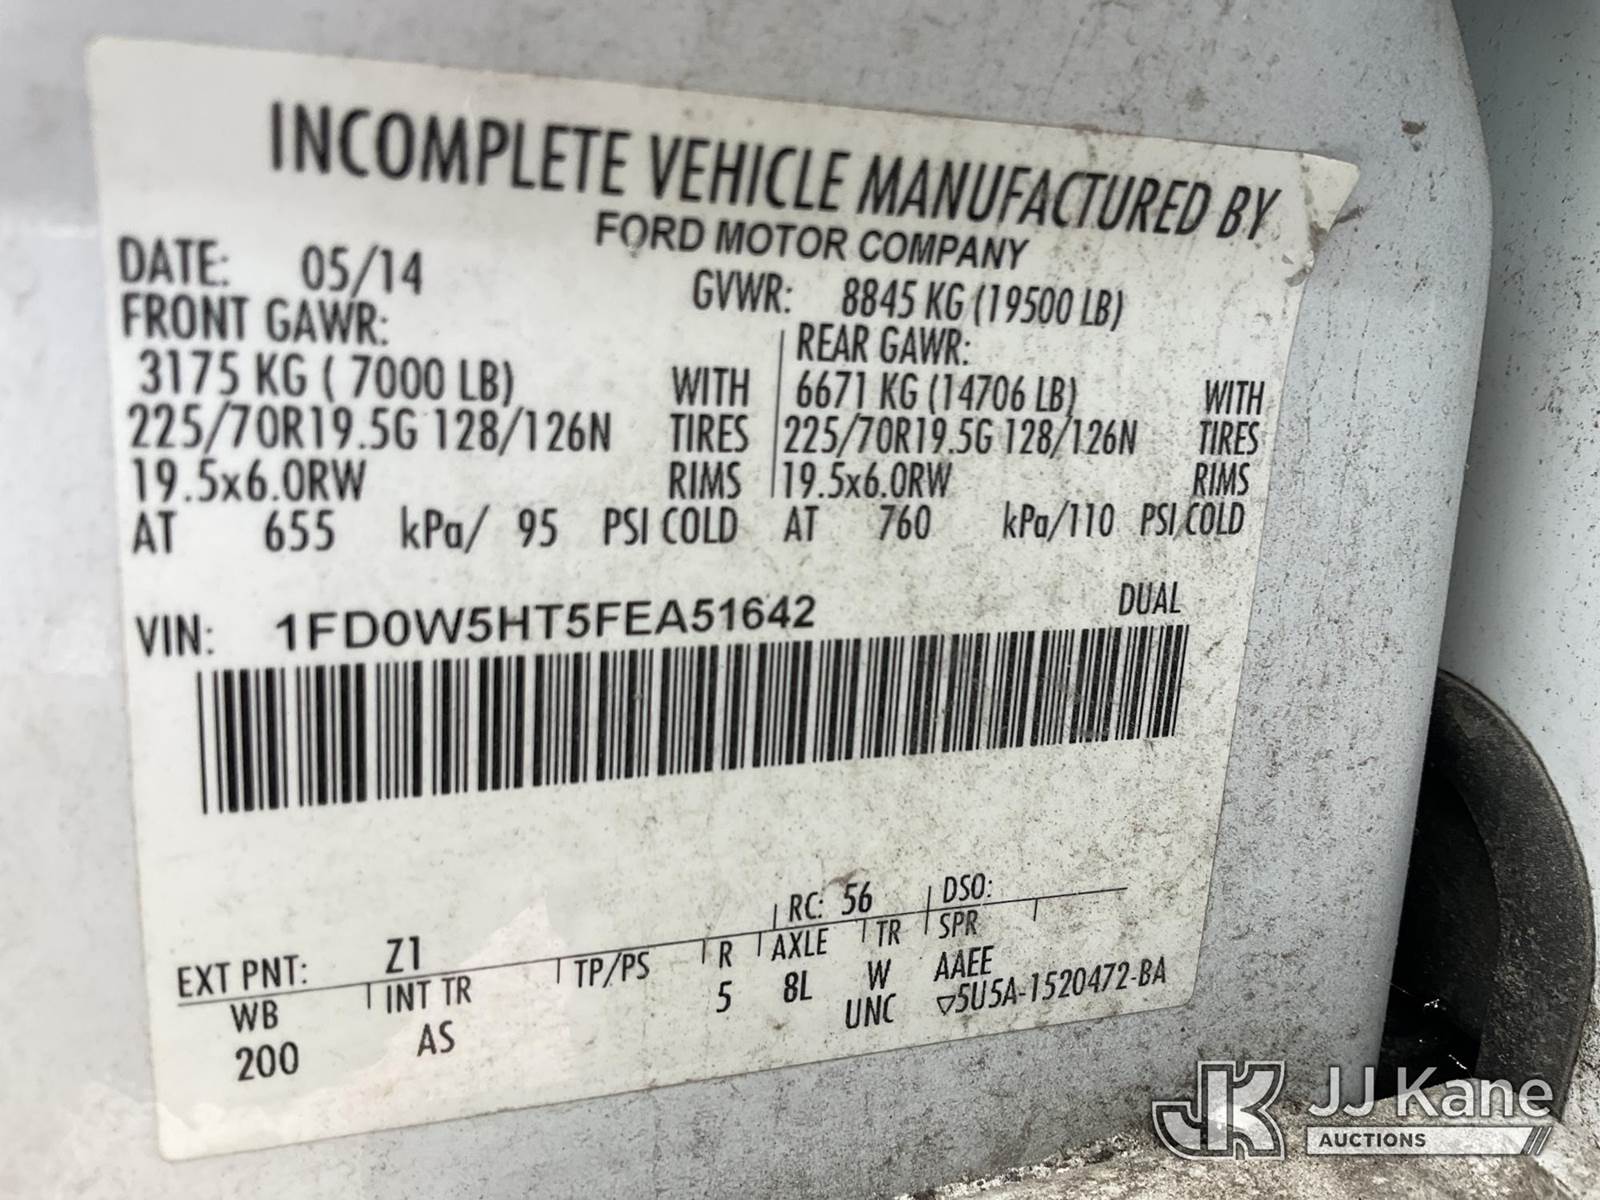 INCOMPLETE VEHICLE MANUFACTURED BY
FORD MOTOR COMPANY
DATE: 05/14 GVWR: 8845 KG (19500 LB)
FRONT GAWR: REAR GAWR:
3175 KG ( 7000 LB) WITH 6671 KG (14706 LB) WITH
225/70R19.5G 128/126N TIRES 225/70R19.5G 128/126N TIRES
19.5x6.0RW RIMS 19.5x6.0RW RIMS
AT 655 kPa/ 95 PSI COLD AT 760 kPa/110 PSI COLD
VIN: 1FD0W5HT5FEA51642 DUAL
RC: 56 DSO:
EXT PNT: Z1
WB INT TR TP/PS R AXLE TR SPR
200 AS 5 8L W AAEE
UNC ▽5U5A-1520472-BA
JK JJ Kane
AUCTIONS